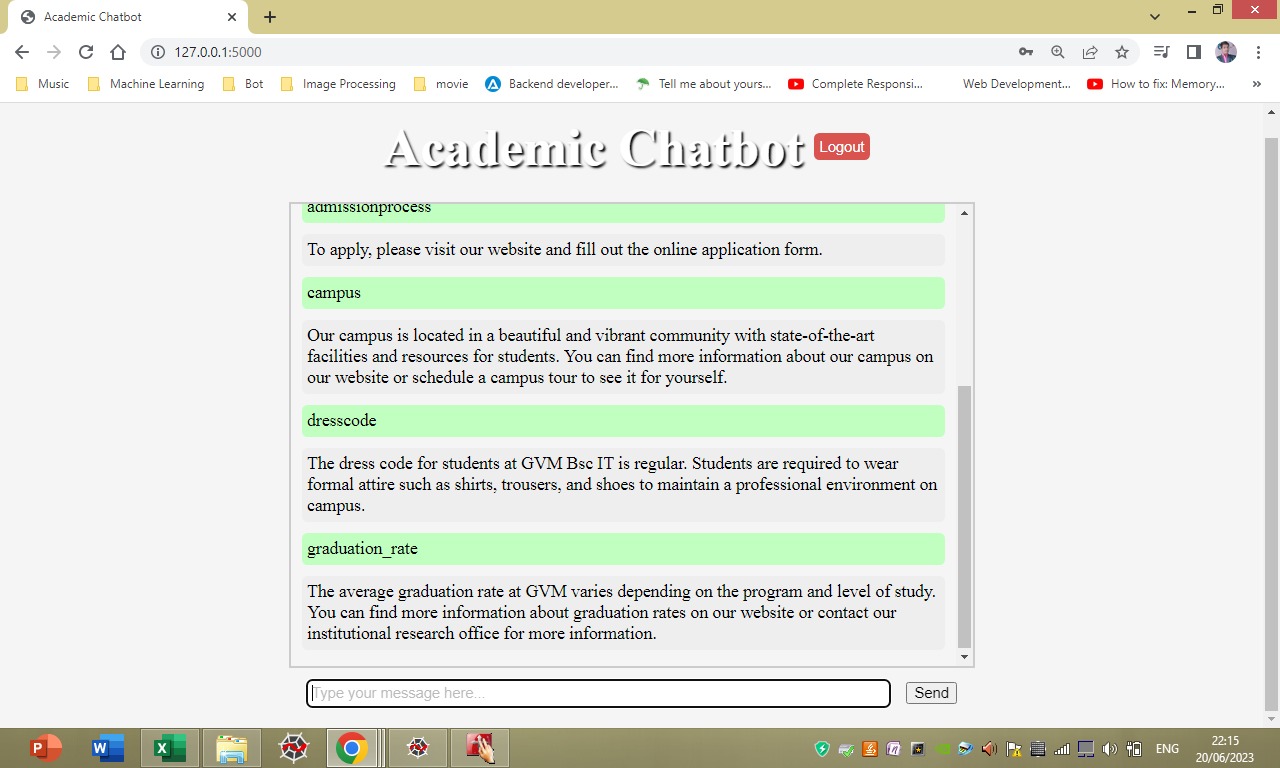 Academic Chatbot
127.0.0.1:5000
Music
Machine Learning
Bot
Image Processing
movie
Backend developer...
Tell me about yours...
Complete Responsi...
Web Development...
How to fix: Memory...
»
Academic Chatbot
Logout
admissionprocess
To apply, please visit our website and fill out the online application form.
campus
Our campus is located in a beautiful and vibrant community with state-of-the-art
facilities and resources for students. You can find more information about our campus on
our website or schedule a campus tour to see it for yourself.
dresscode
The dress code for students at GVM Bsc IT is regular. Students are required to wear
formal attire such as shirts, trousers, and shoes to maintain a professional environment on
campus.
graduation_rate
The average graduation rate at GVM varies depending on the program and level of study.
You can find more information about graduation rates on our website or contact our
institutional research office for more information.
Type your message here...
Send
ENG
22:15
20/06/2023